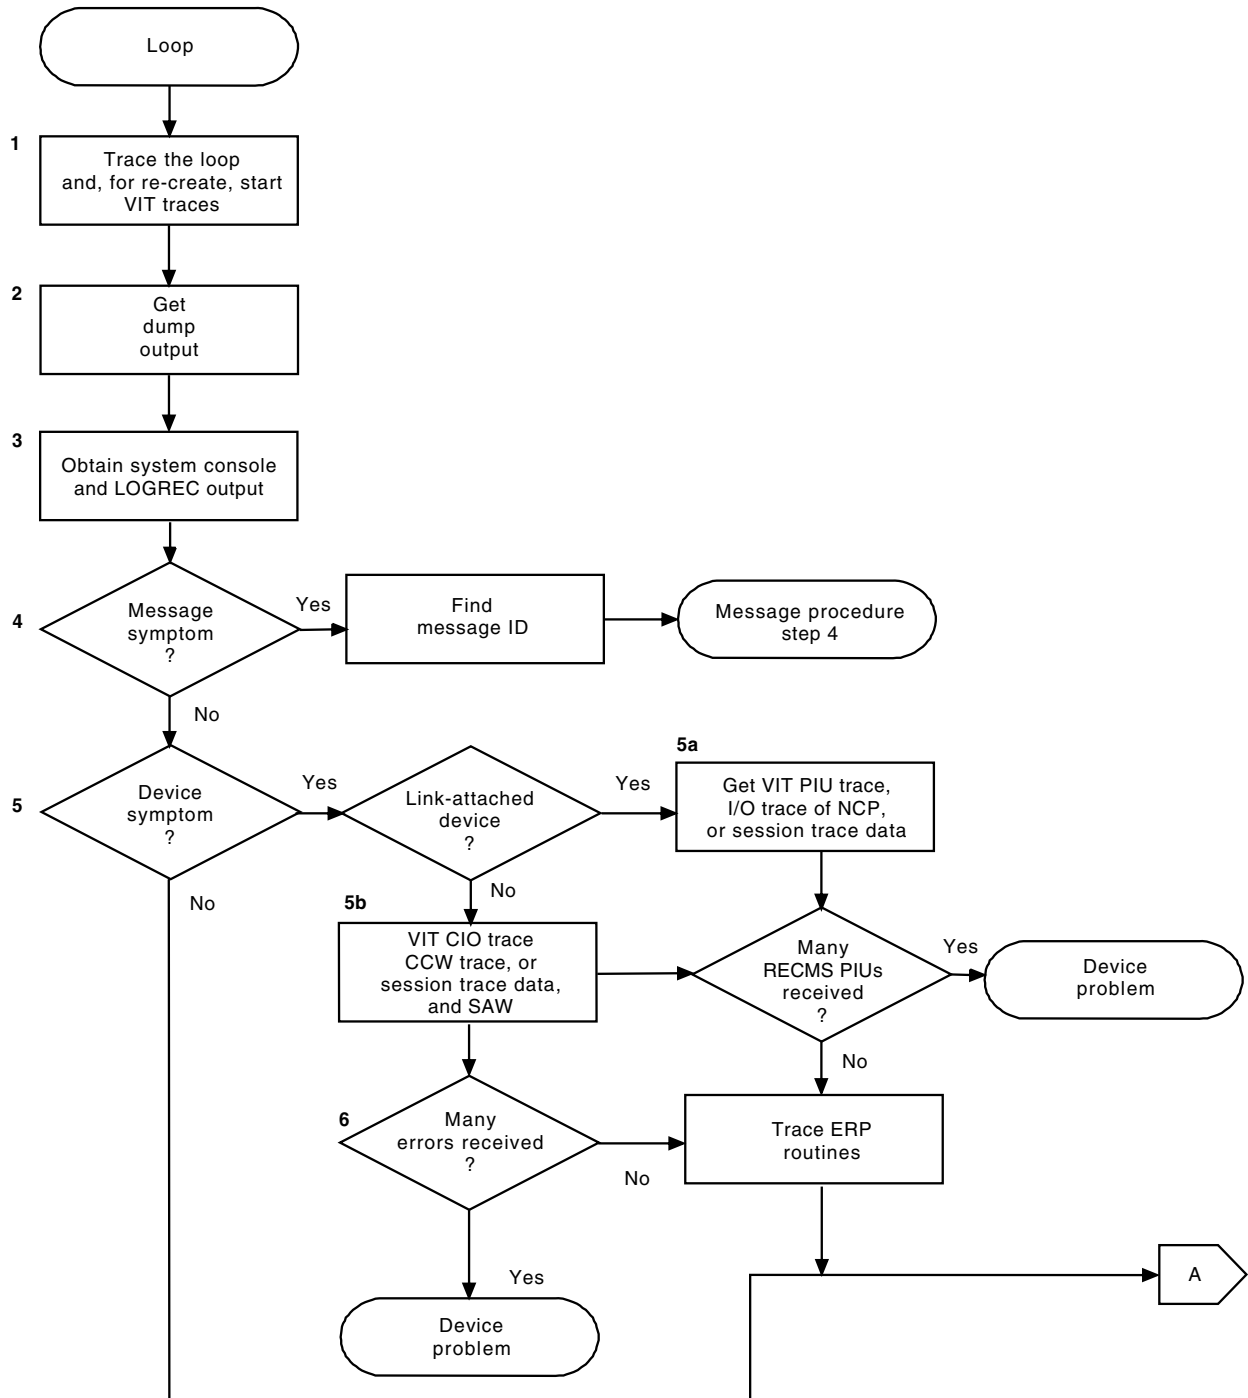 Loop
1
Trace the loop
and, for re-create, start
VIT traces
2
Get
dump
output
3
Obtain system console
and LOGREC output
4
Message
symptom
?
Yes
Find
message ID
Message procedure
step 4
No
5
Device
symptom
?
Yes
Link-attached
device
?
Yes
5a
Get VIT PIU trace,
I/O trace of NCP,
or session trace data
No
No
5b
VIT CIO trace
CCW trace, or
session trace data,
and SAW
Many
RECMS PIUs
received
?
Yes
Device
problem
No
6
Many
errors received
?
No
Trace ERP
routines
Yes
Device
problem
A